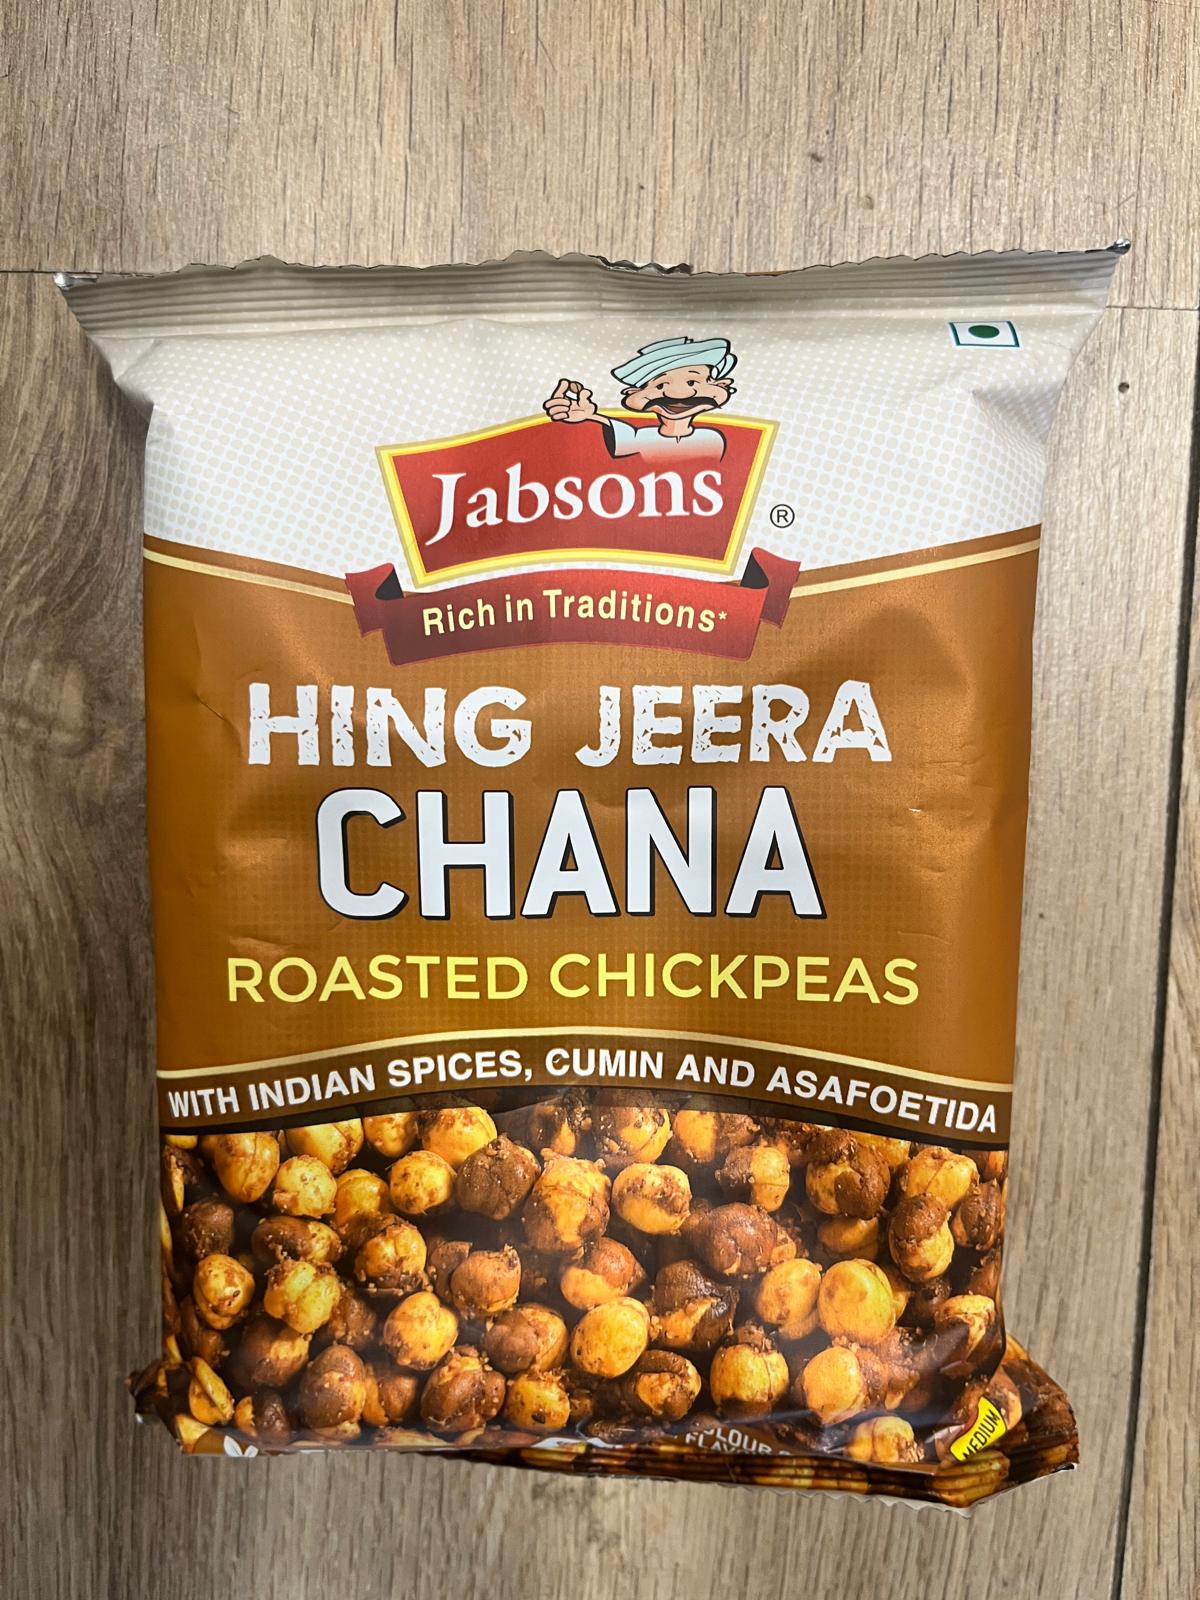 Jabsons
®
Rich in Traditions*
HING JEERA
CHANA
ROASTED CHICKPEAS
WITH INDIAN SPICES, CUMIN AND ASAFOETIDA
MEDIUM